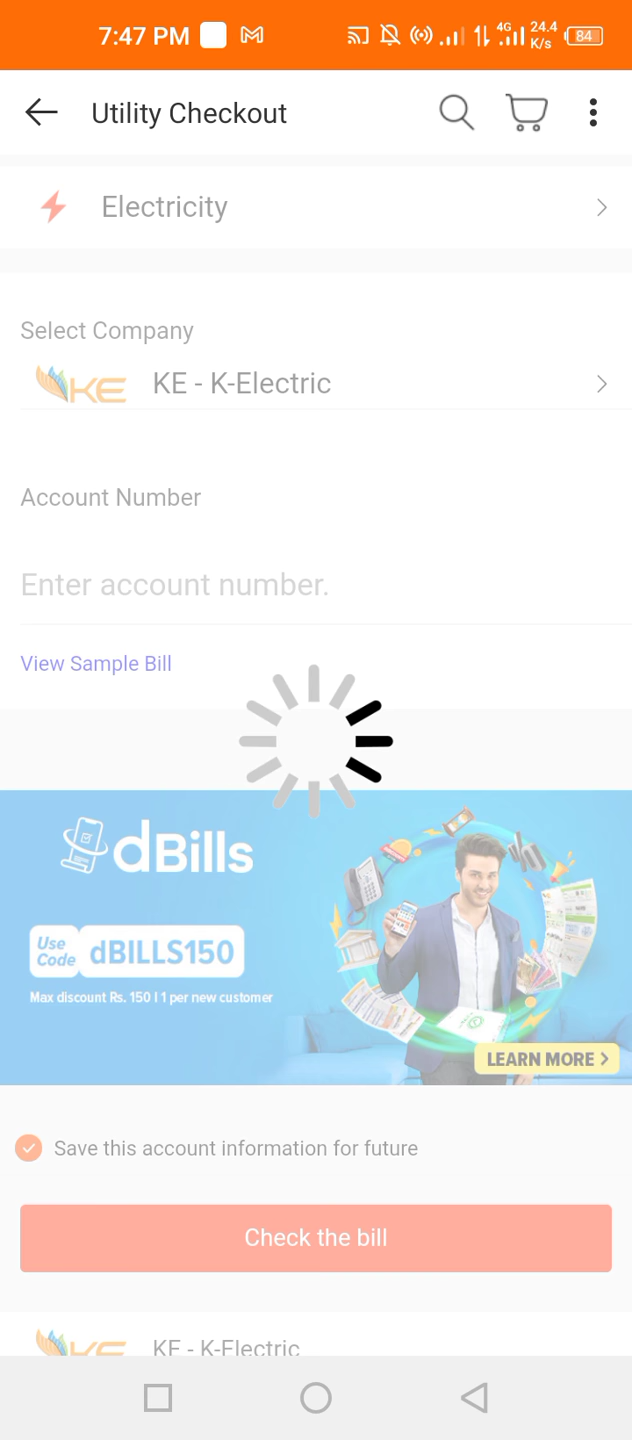 7:47 PM
4G
24.4
K/s
84
Utility Checkout
Electricity
Select Company
KE
KE - K-Electric
Account Number
Enter account number.
View Sample Bill
dBills
Use
Code
dBILLS150
Max discount Rs. 150 | 1 per new customer
LEARN MORE
Save this account information for future
Check the bill
KE
KE - K-Electric